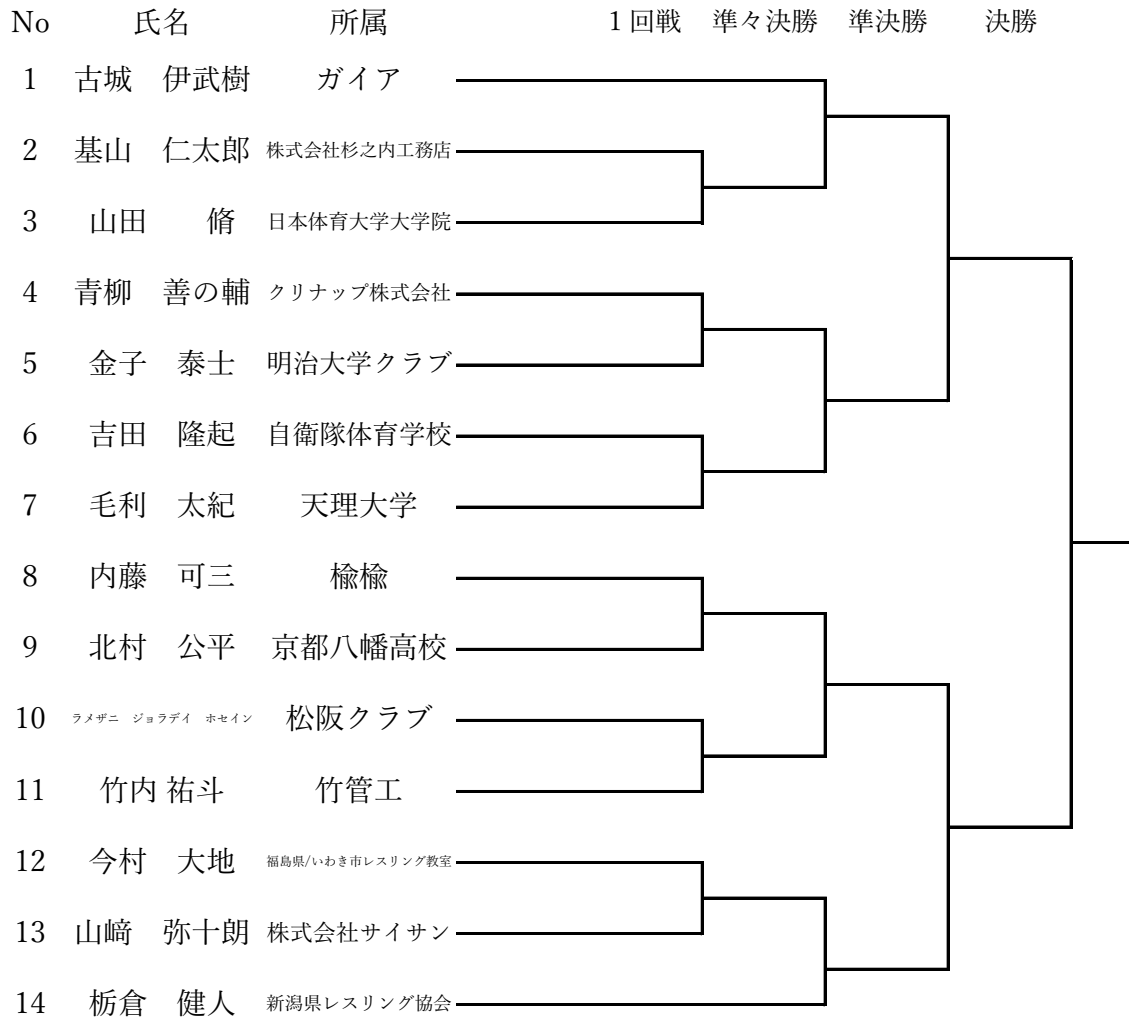 No 氏名 所属 1回戦 準々決勝 準決勝 決勝
1 古城　伊武樹 ガイア
2 基山　仁太郎 株式会社杉之内工務店
3 山田　　脩 日本体育大学大学院
4 青柳　善の輔 クリナップ株式会社
5 金子　泰士 明治大学クラブ
6 吉田　隆起 自衛隊体育学校
7 毛利　太紀 天理大学
8 内藤　可三 楡楡
9 北村　公平 京都八幡高校
10 ラメザニ　ジョラデイ　ホセイン 松阪クラブ
11 竹内 祐斗 竹管工
12 今村　大地 福島県/いわき市レスリング教室
13 山﨑　弥十朗 株式会社サイサン
14 栃倉　健人 新潟県レスリング協会